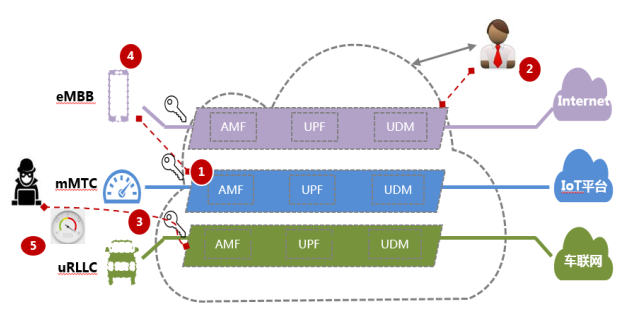 4
2
eMBB
Internet
AMF UPF UDM
1
mMTC
AMF UPF UDM
IoT平台
3
5
AMF UPF UDM
车联网
uRLLC